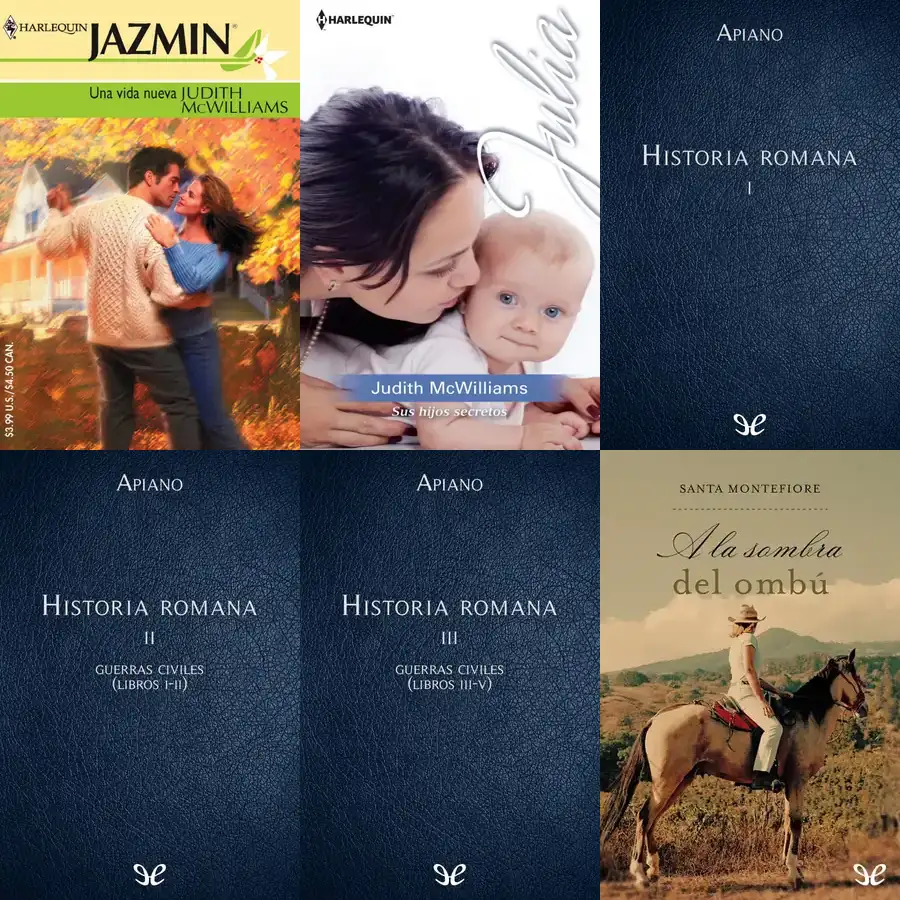 HARLEQUIN
JAZMIN®
Una vida nueva JUDITH
McWILLIAMS
$3.99 U.S./$4.50 CAN.
HARLEQUIN
Julia
Judith McWilliams
Sus hijos secretos
APIANO
HISTORIA ROMANA
I
APIANO
HISTORIA ROMANA
II
GUERRAS CIVILES
(LIBROS I-II)
APIANO
HISTORIA ROMANA
III
GUERRAS CIVILES
(LIBROS III-V)
SANTA MONTEFIORE
A la sombra
del ombú